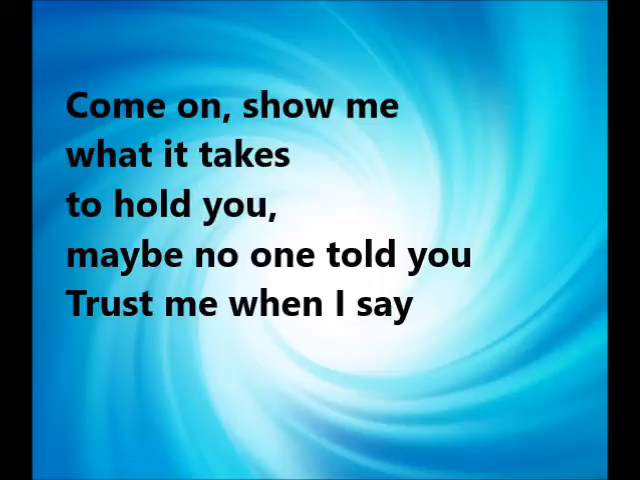 Come on, show me
what it takes
to hold you,
maybe no one told you
Trust me when I say